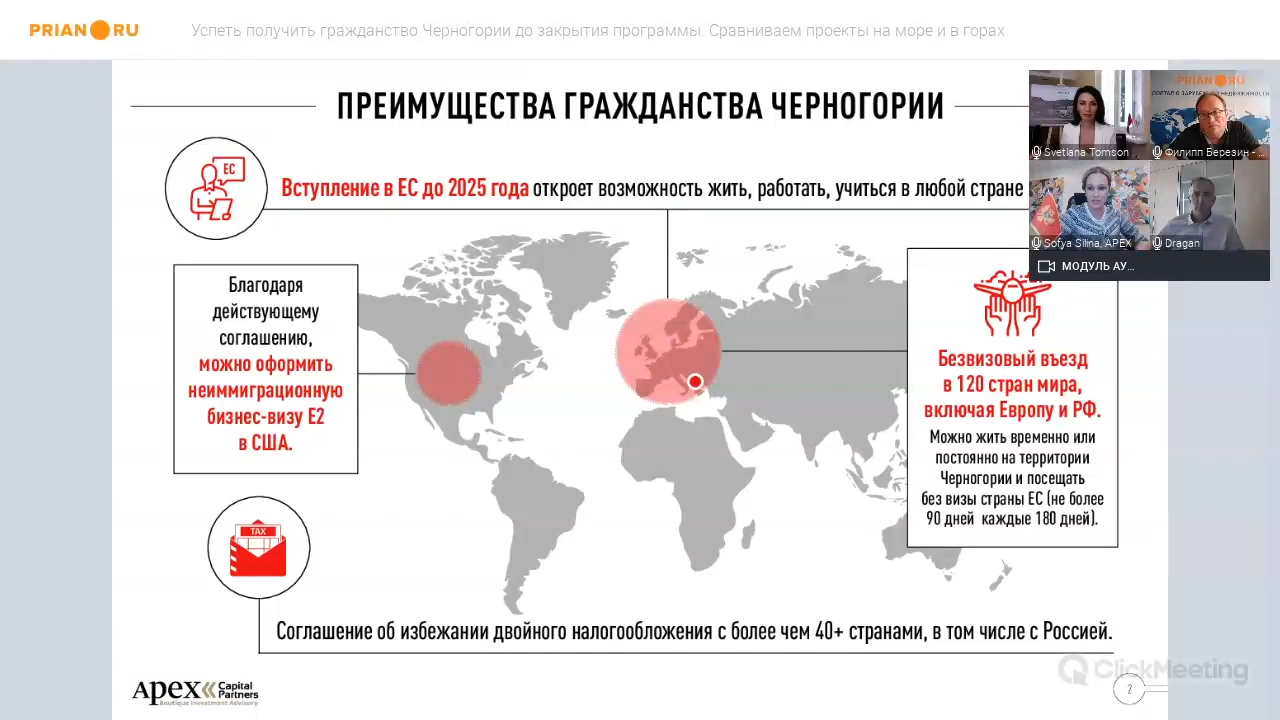 PRIAN RU
Успеть получить гражданство Черногории до закрытия программы. Сравниваем проекты на море и в горах
ПРЕИМУЩЕСТВА ГРАЖДАНСТВА ЧЕРНОГОРИИ
PRIAN RU
Svetlana Tomson
Филипп Березин - ...
Sofya Silina, APEX
Dragan
МОДУЛЬ АУ...
ЕС
Вступление в ЕС до 2025 года откроет возможность жить, работать, учиться в любой стране
Благодаря
действующему
соглашению,
можно оформить
неиммиграционную
бизнес-визу Е2
в США.
Безвизовый въезд
в 120 стран мира,
включая Европу и РФ.
Можно жить временно или
постоянно на территории
Черногории и посещать
без визы страны ЕС (не более
90 дней каждые 180 дней).
TAX
Соглашение об избежании двойного налогообложения с более чем 40+ странами, в том числе с Россией.
Apex Capital Partners
Boutique Investment Advisory
ClickMeeting
2